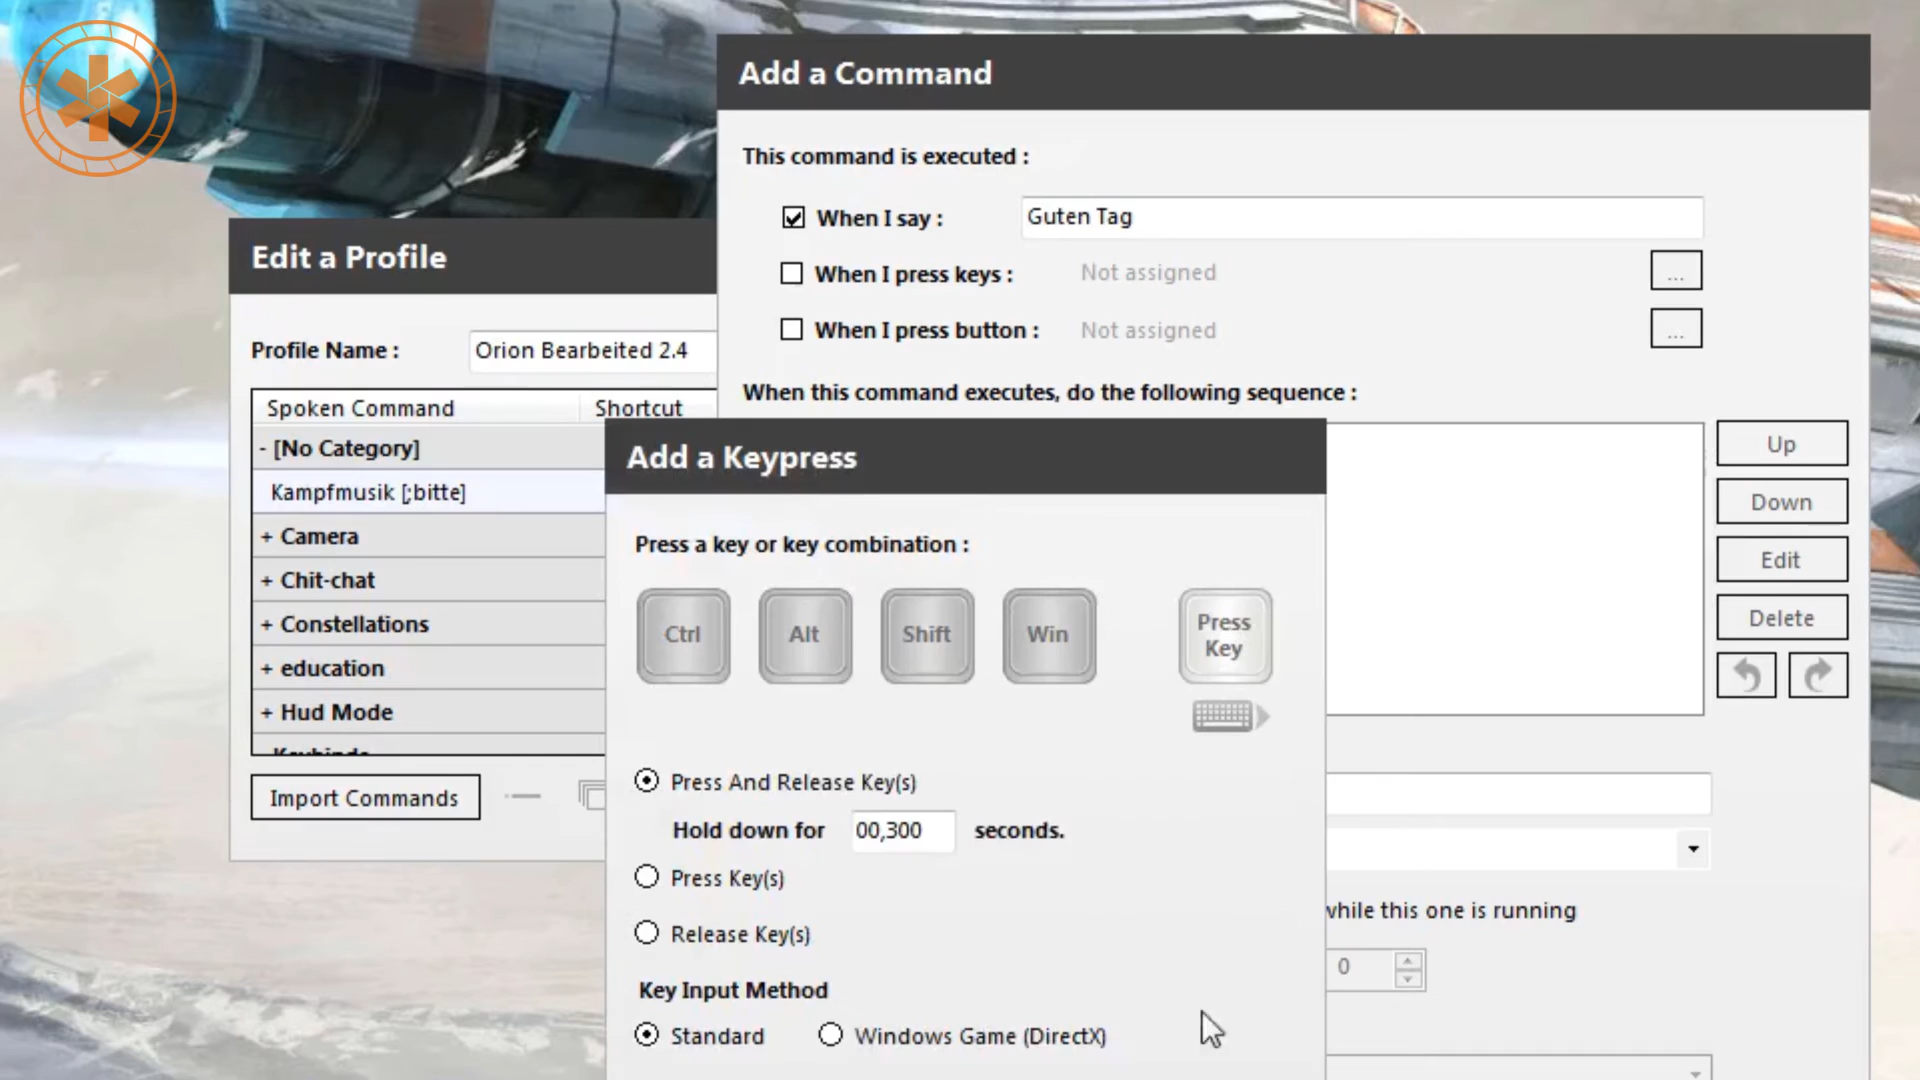 Add a Command
This command is executed :
When I say :
Guten Tag
When I press keys :
Not assigned
...
When I press button :
Not assigned
...
When this command executes, do the following sequence :
Up
Down
Edit
Delete
while this one is running
0
Edit a Profile
Profile Name :
Orion Bearbeited 2.4
Spoken Command
Shortcut
- [No Category]
Kampfmusik [;bitte]
+ Camera
+ Chit-chat
+ Constellations
+ education
+ Hud Mode
Keybinds
Import Commands
Add a Keypress
Press a key or key combination :
Ctrl
Alt
Shift
Win
Press
Key
Press And Release Key(s)
Hold down for
00,300
seconds.
Press Key(s)
Release Key(s)
Key Input Method
Standard
Windows Game (DirectX)